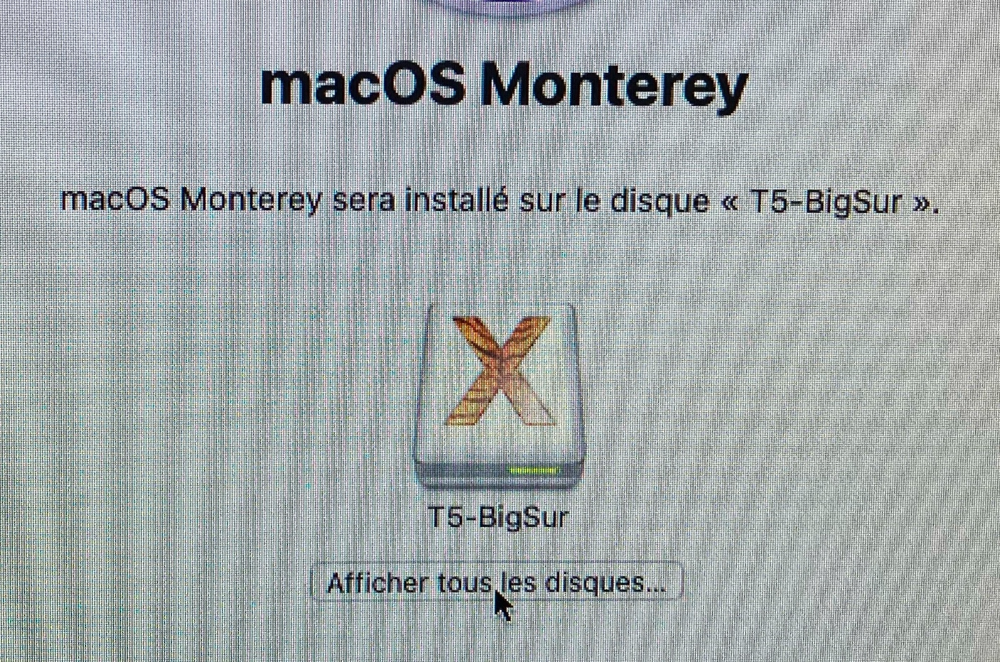 macOS Monterey
macOS Monterey sera installé sur le disque « T5-BigSur ».
X
T5-BigSur
Afficher tous les disques...